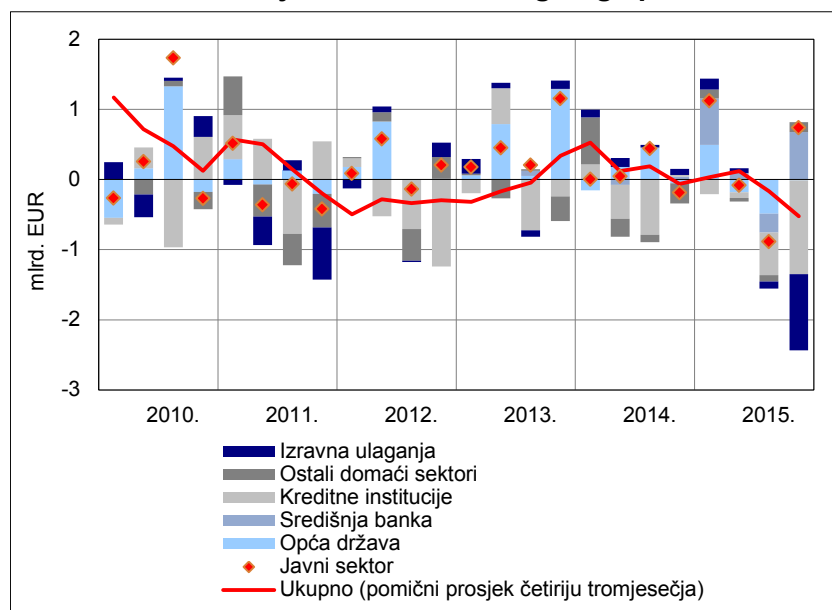 mlrd. EUR
2
1
0
-1
-2
-3
2010. 2011. 2012. 2013. 2014. 2015.
Izravna ulaganja
Ostali domaći sektori
Kreditne institucije
Središnja banka
Opća država
Javni sektor
Ukupno (pomični prosjek četiriju tromjesečja)